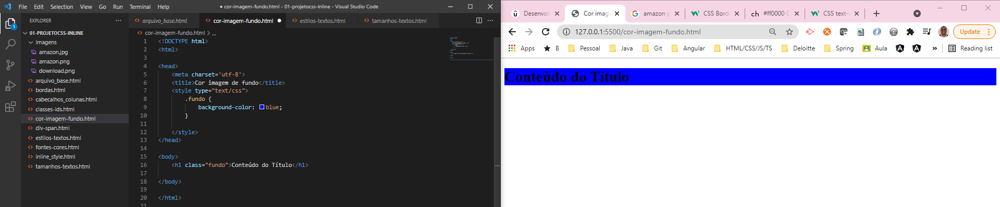 File Edit Selection View Go Run Terminal Help
● cor-imagem-fundo.html - 01-projetocss-inline - Visual Studio Code
EXPLORER
1
01-PROJETOCSS-INLINE
imagens
amazon.jpg
amazon.png
download.png
arquivo_base.html
bordas.html
cabecalhos_colunas.html
classes-ids.html
cor-imagem-fundo.html
div-span.html
estilos-textos.html
fontes-cores.html
inline_style.html
tamanhos-textos.html
arquivo_base.html cor-imagem-fundo.html ● estilos-textos.html tamanhos-textos.html
cor-imagem-fundo.html > ...
1 <!DOCTYPE html>
2 <html>
3
4 <head>
5 <meta charset='utf-8'>
6 <title>Cor imagem de fundo</title>
7 <style type="text/css">
8 .fundo {
9 background-color: blue;
10 }
11
12 </style>
13 </head>
14
15 <body>
16 <h1 class="fundo">Conteúdo do Título</h1>
17
18 </body>
19
20 </html>
21
Desenvol Cor imag amazon p CSS Bord ch #ff0000 C CSS text-
127.0.0.1:5500/cor-imagem-fundo.html
Update
Apps B Pessoal Java Git Angular HTML/CSS/JS/TS Deloitte Spring Aula » Reading list
Conteúdo do Título